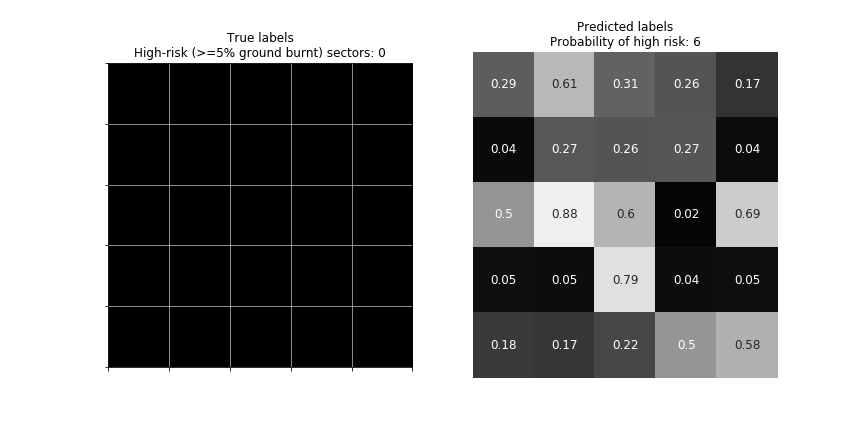 True labels
High-risk (>=5% ground burnt) sectors: 0
Predicted labels
Probability of high risk: 6
0.29 0.61 0.31 0.26 0.17
0.04 0.27 0.26 0.27 0.04
0.5 0.88 0.6 0.02 0.69
0.05 0.05 0.79 0.04 0.05
0.18 0.17 0.22 0.5 0.58